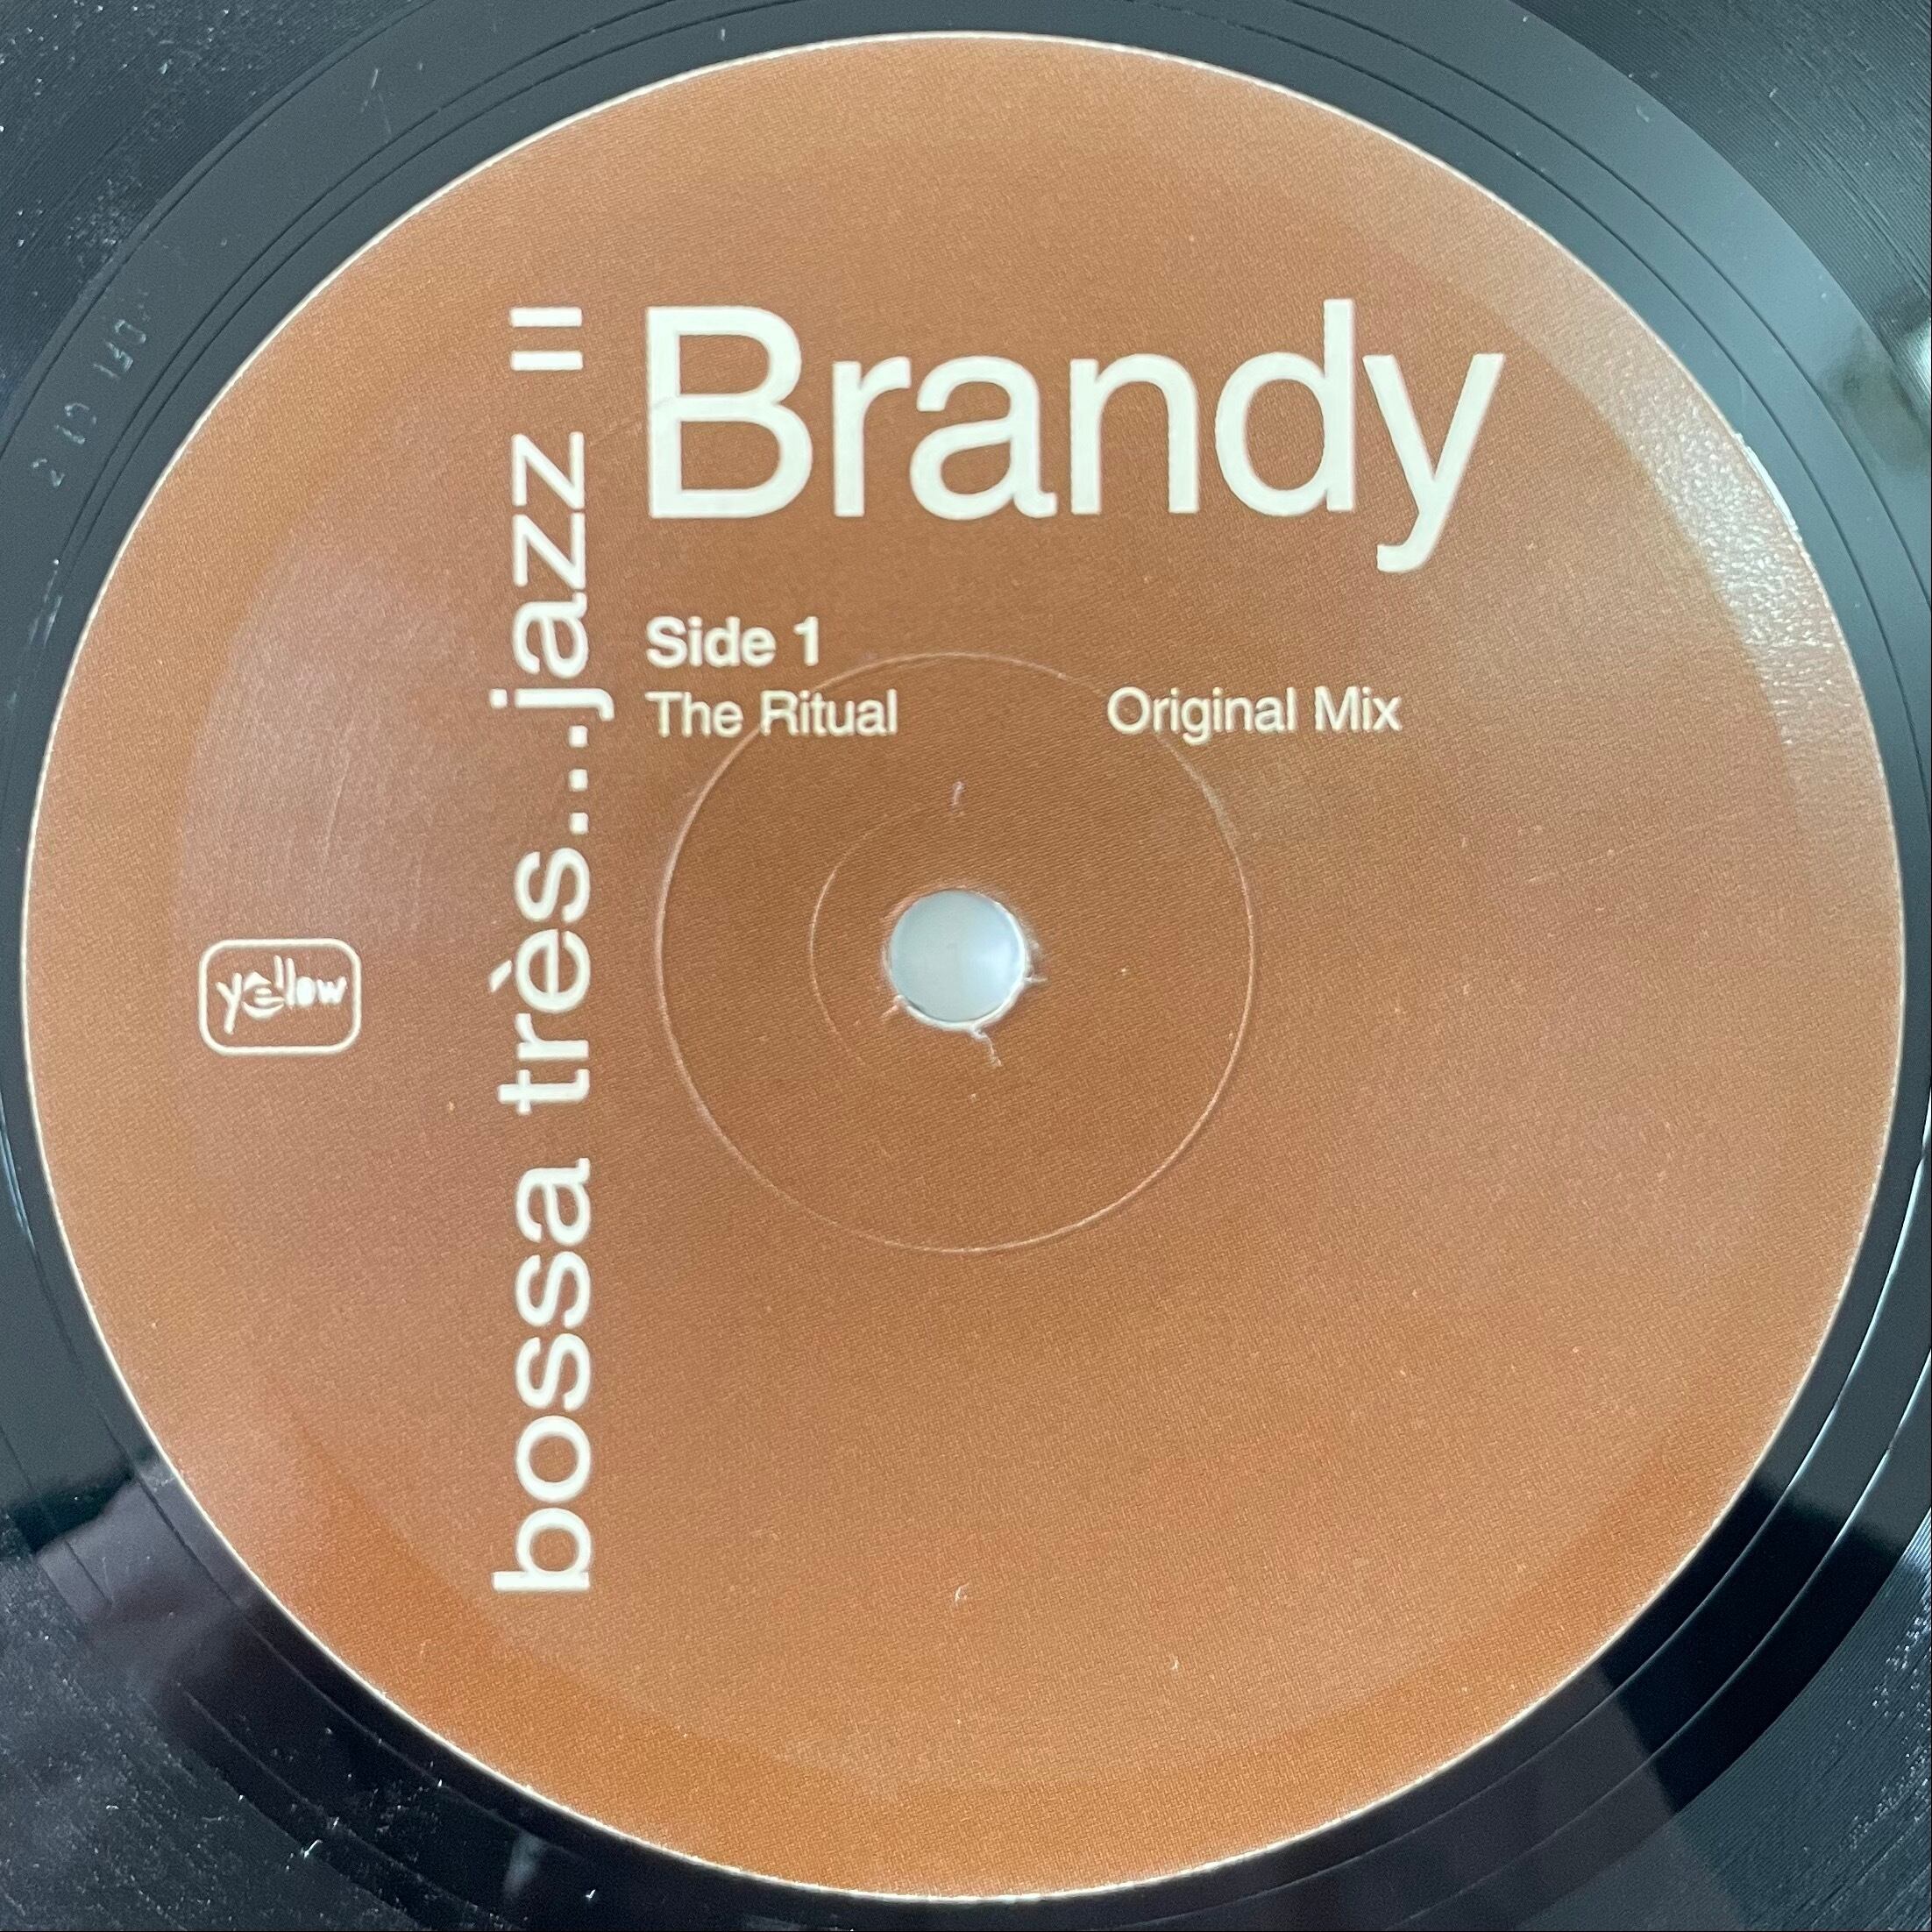 Brandy
Side 1
The Ritual Original Mix
bossa très...jazz II
yellow